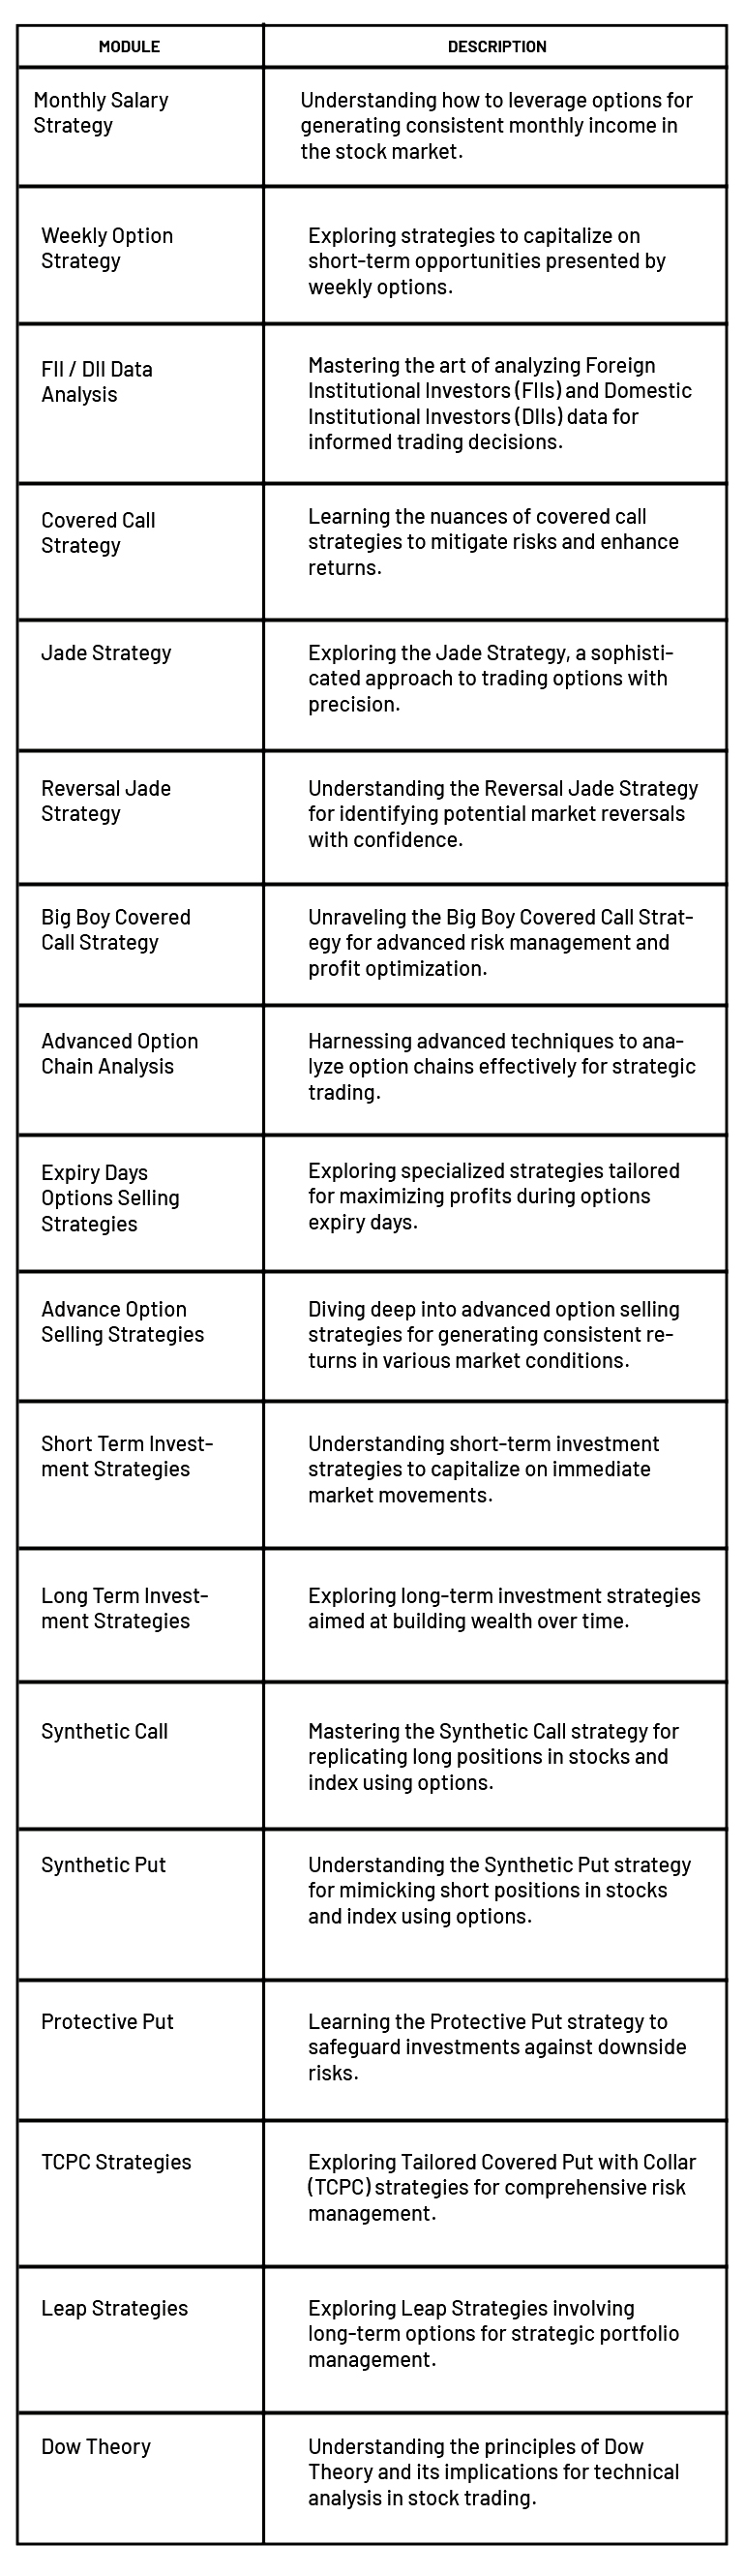 MODULE
DESCRIPTION
Monthly Salary
Strategy
Understanding how to leverage options for
generating consistent monthly income in
the stock market.
Weekly Option
Strategy
Exploring strategies to capitalize on
short-term opportunities presented by
weekly options.
FII / DII Data
Analysis
Mastering the art of analyzing Foreign
Institutional Investors (FIIs) and Domestic
Institutional Investors (DIIs) data for
informed trading decisions.
Covered Call
Strategy
Learning the nuances of covered call
strategies to mitigate risks and enhance
returns.
Jade Strategy
Exploring the Jade Strategy, a sophisti-
cated approach to trading options with
precision.
Reversal Jade
Strategy
Understanding the Reversal Jade Strategy
for identifying potential market reversals
with confidence.
Big Boy Covered
Call Strategy
Unraveling the Big Boy Covered Call Strat-
egy for advanced risk management and
profit optimization.
Advanced Option
Chain Analysis
Harnessing advanced techniques to ana-
lyze option chains effectively for strategic
trading.
Expiry Days
Options Selling
Strategies
Exploring specialized strategies tailored
for maximizing profits during options
expiry days.
Advance Option
Selling Strategies
Diving deep into advanced option selling
strategies for generating consistent re-
turns in various market conditions.
Short Term Invest-
ment Strategies
Understanding short-term investment
strategies to capitalize on immediate
market movements.
Long Term Invest-
ment Strategies
Exploring long-term investment strategies
aimed at building wealth over time.
Synthetic Call
Mastering the Synthetic Call strategy for
replicating long positions in stocks and
index using options.
Synthetic Put
Understanding the Synthetic Put strategy
for mimicking short positions in stocks
and index using options.
Protective Put
Learning the Protective Put strategy to
safeguard investments against downside
risks.
TCPC Strategies
Exploring Tailored Covered Put with Collar
(TCPC) strategies for comprehensive risk
management.
Leap Strategies
Exploring Leap Strategies involving
long-term options for strategic portfolio
management.
Dow Theory
Understanding the principles of Dow
Theory and its implications for technical
analysis in stock trading.